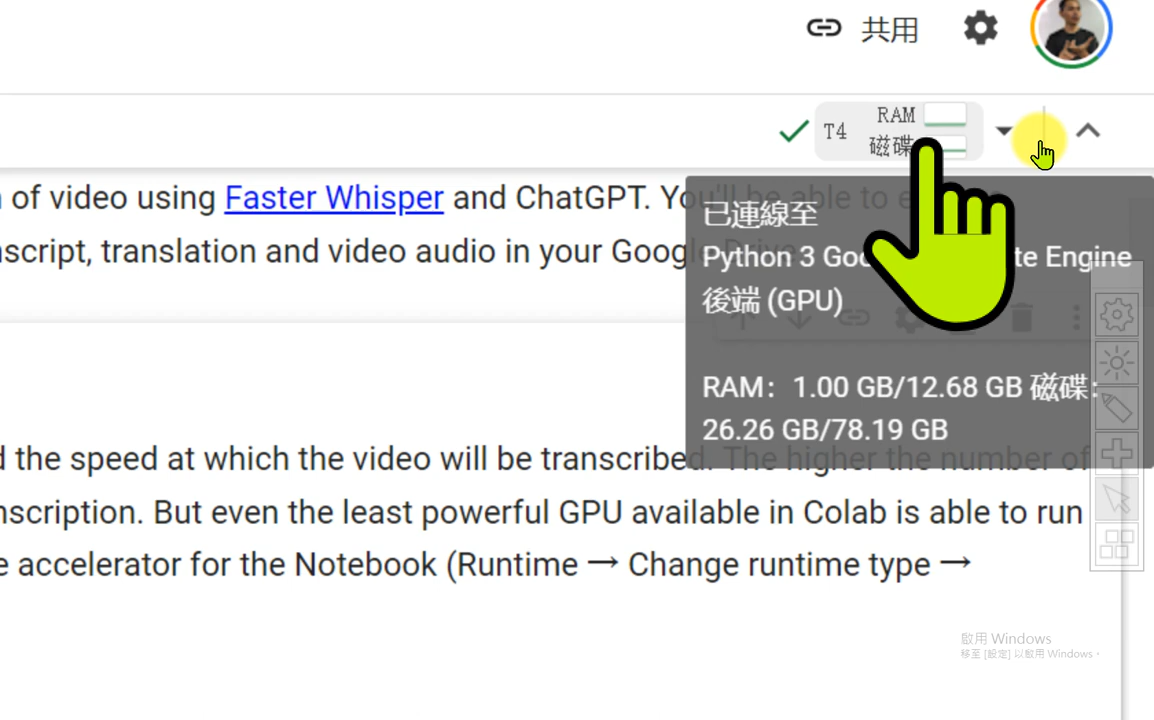 共用
T4
RAM
磁碟
of video using Faster Whisper and ChatGPT. You'll be able to
script, translation and video audio in your Goog
已連線至
Python 3 Goo te Engine
後端 (GPU)
RAM： 1.00 GB/12.68 GB 磁碟：
26.26 GB/78.19 GB
the speed at which the video will be transcribed. The higher the number of
nscription. But even the least powerful GPU available in Colab is able to run
accelerator for the Notebook (Runtime → Change runtime type →
啟用 Windows
移至 [設定] 以啟用 Windows。